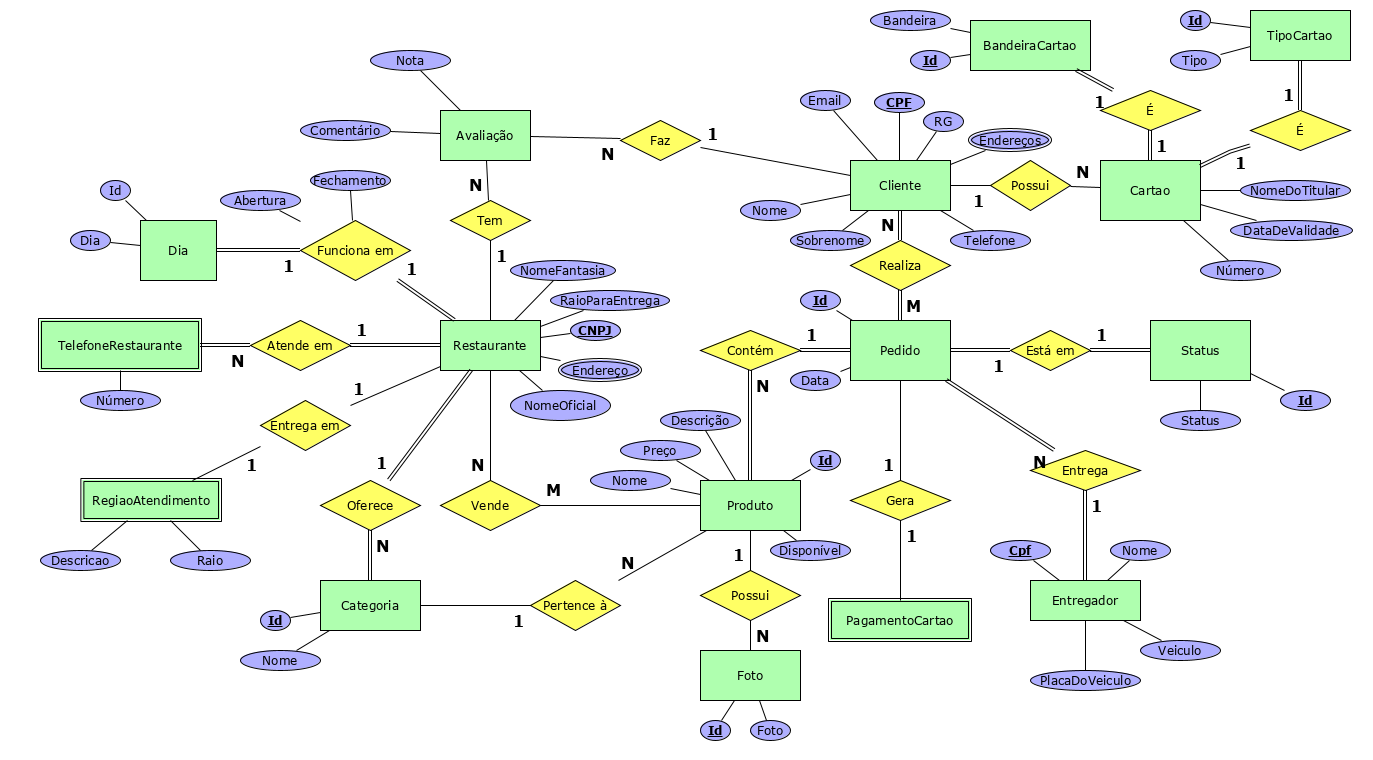 Bandeira
Id
BandeiraCartao
Id
Tipo
TipoCartao
Nota
Comentário
Avaliação
N
Faz
1
Email
CPF
RG
Endereços
Nome
Sobrenome
Telefone
Cliente
1
Possui
N
Cartao
1
É
1
1
É
1
NomeDoTitular
DataDeValidade
Número
N
Tem
1
Id
Dia
Dia
Abertura
Fechamento
1
Funciona em
1
NomeFantasia
RaioParaEntrega
CNPJ
Endereço
NomeOficial
Restaurante
TelefoneRestaurante
Número
N
Atende em
1
1
Entrega em
1
RegiaoAtendimento
Descricao
Raio
1
Oferece
N
Categoria
Id
Nome
N
Vende
M
N
Realiza
M
Id
Data
Pedido
1
Contém
N
1
Está em
1
Status
Status
Id
Descrição
Preço
Nome
Id
Disponível
Produto
N
Pertence à
1
1
Possui
N
Foto
Id
Foto
1
Gera
1
PagamentoCartao
N
Entrega
1
Cpf
Nome
Entregador
Veiculo
PlacaDoVeiculo